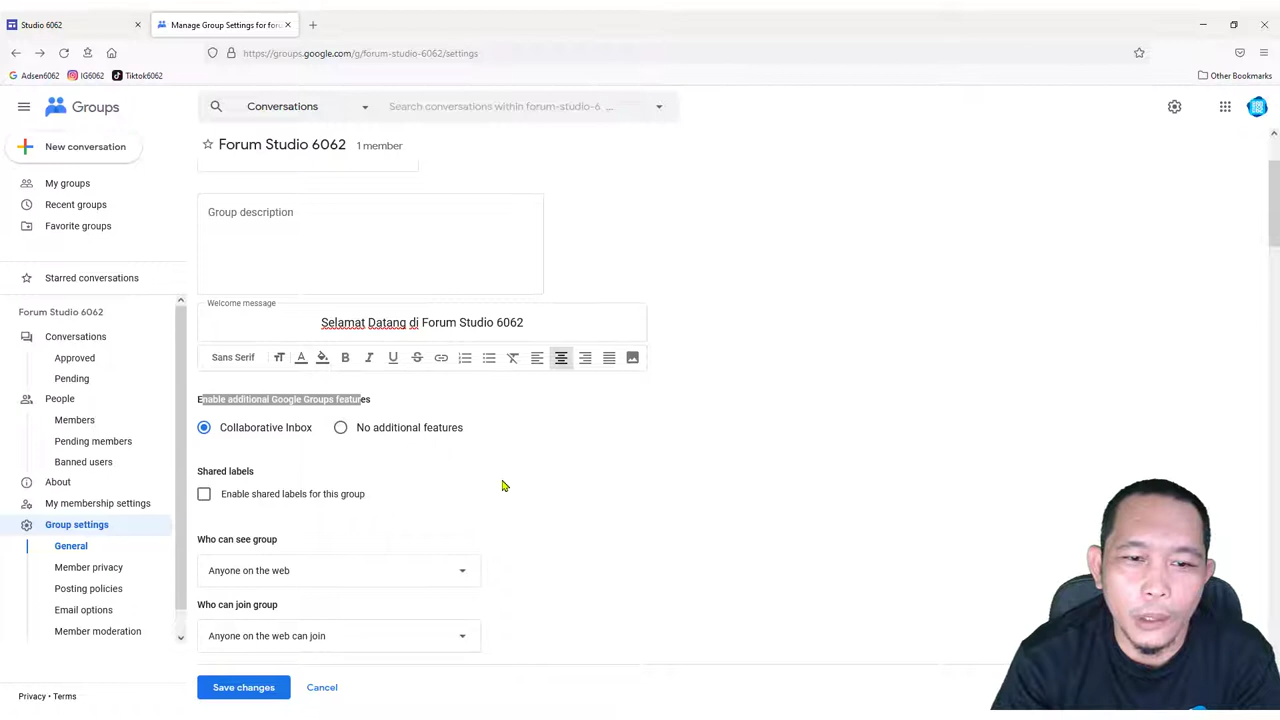 Studio 6062
Manage Group Settings for foru
https://groups.google.com/g/forum-studio-6062/settings
Adsen6062
IG6062
Tiktok6062
Other Bookmarks
Groups
Conversations
Search conversations within forum-studio-6 ...
New conversation
Forum Studio 6062
1 member
My groups
Recent groups
Favorite groups
Starred conversations
Forum Studio 6062
Conversations
Approved
Pending
People
Members
Pending members
Banned users
About
My membership settings
Group settings
General
Member privacy
Posting policies
Email options
Member moderation
Privacy • Terms
Group description
Welcome message
Selamat Datang di Forum Studio 6062
Sans Serif
Enable additional Google Groups features
Collaborative Inbox
No additional features
Shared labels
Enable shared labels for this group
Who can see group
Anyone on the web
Who can join group
Anyone on the web can join
Save changes
Cancel